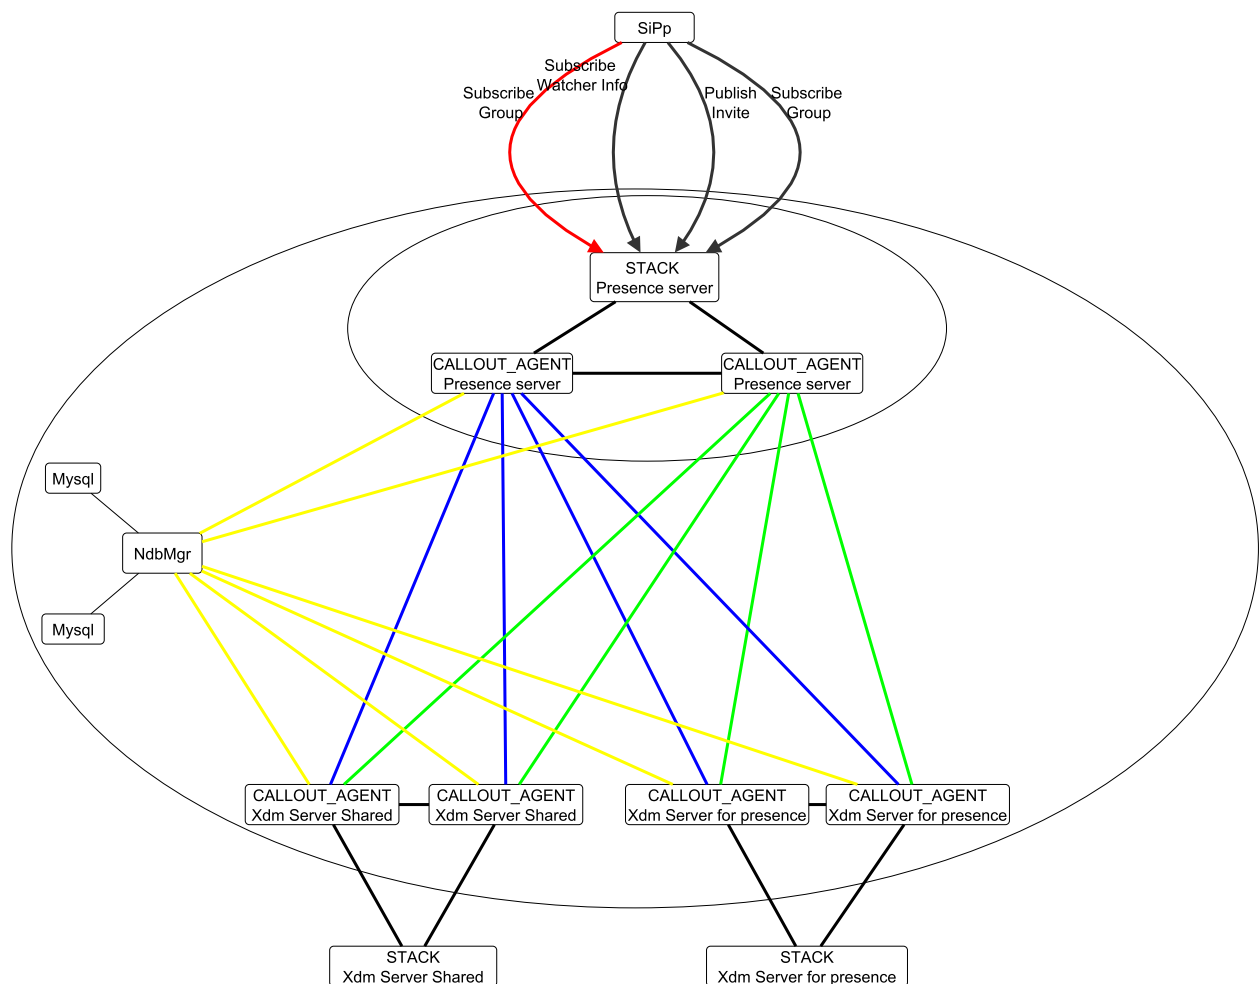 SiPp
Subscribe
Watcher Info
Subscribe
Group
Publish
Invite
Subscribe
Group
STACK
Presence server
CALLOUT_AGENT
Presence server
CALLOUT_AGENT
Presence server
Mysql
NdbMgr
Mysql
CALLOUT_AGENT
Xdm Server Shared
CALLOUT_AGENT
Xdm Server Shared
CALLOUT_AGENT
Xdm Server for presence
CALLOUT_AGENT
Xdm Server for presence
STACK
Xdm Server Shared
STACK
Xdm Server for presence